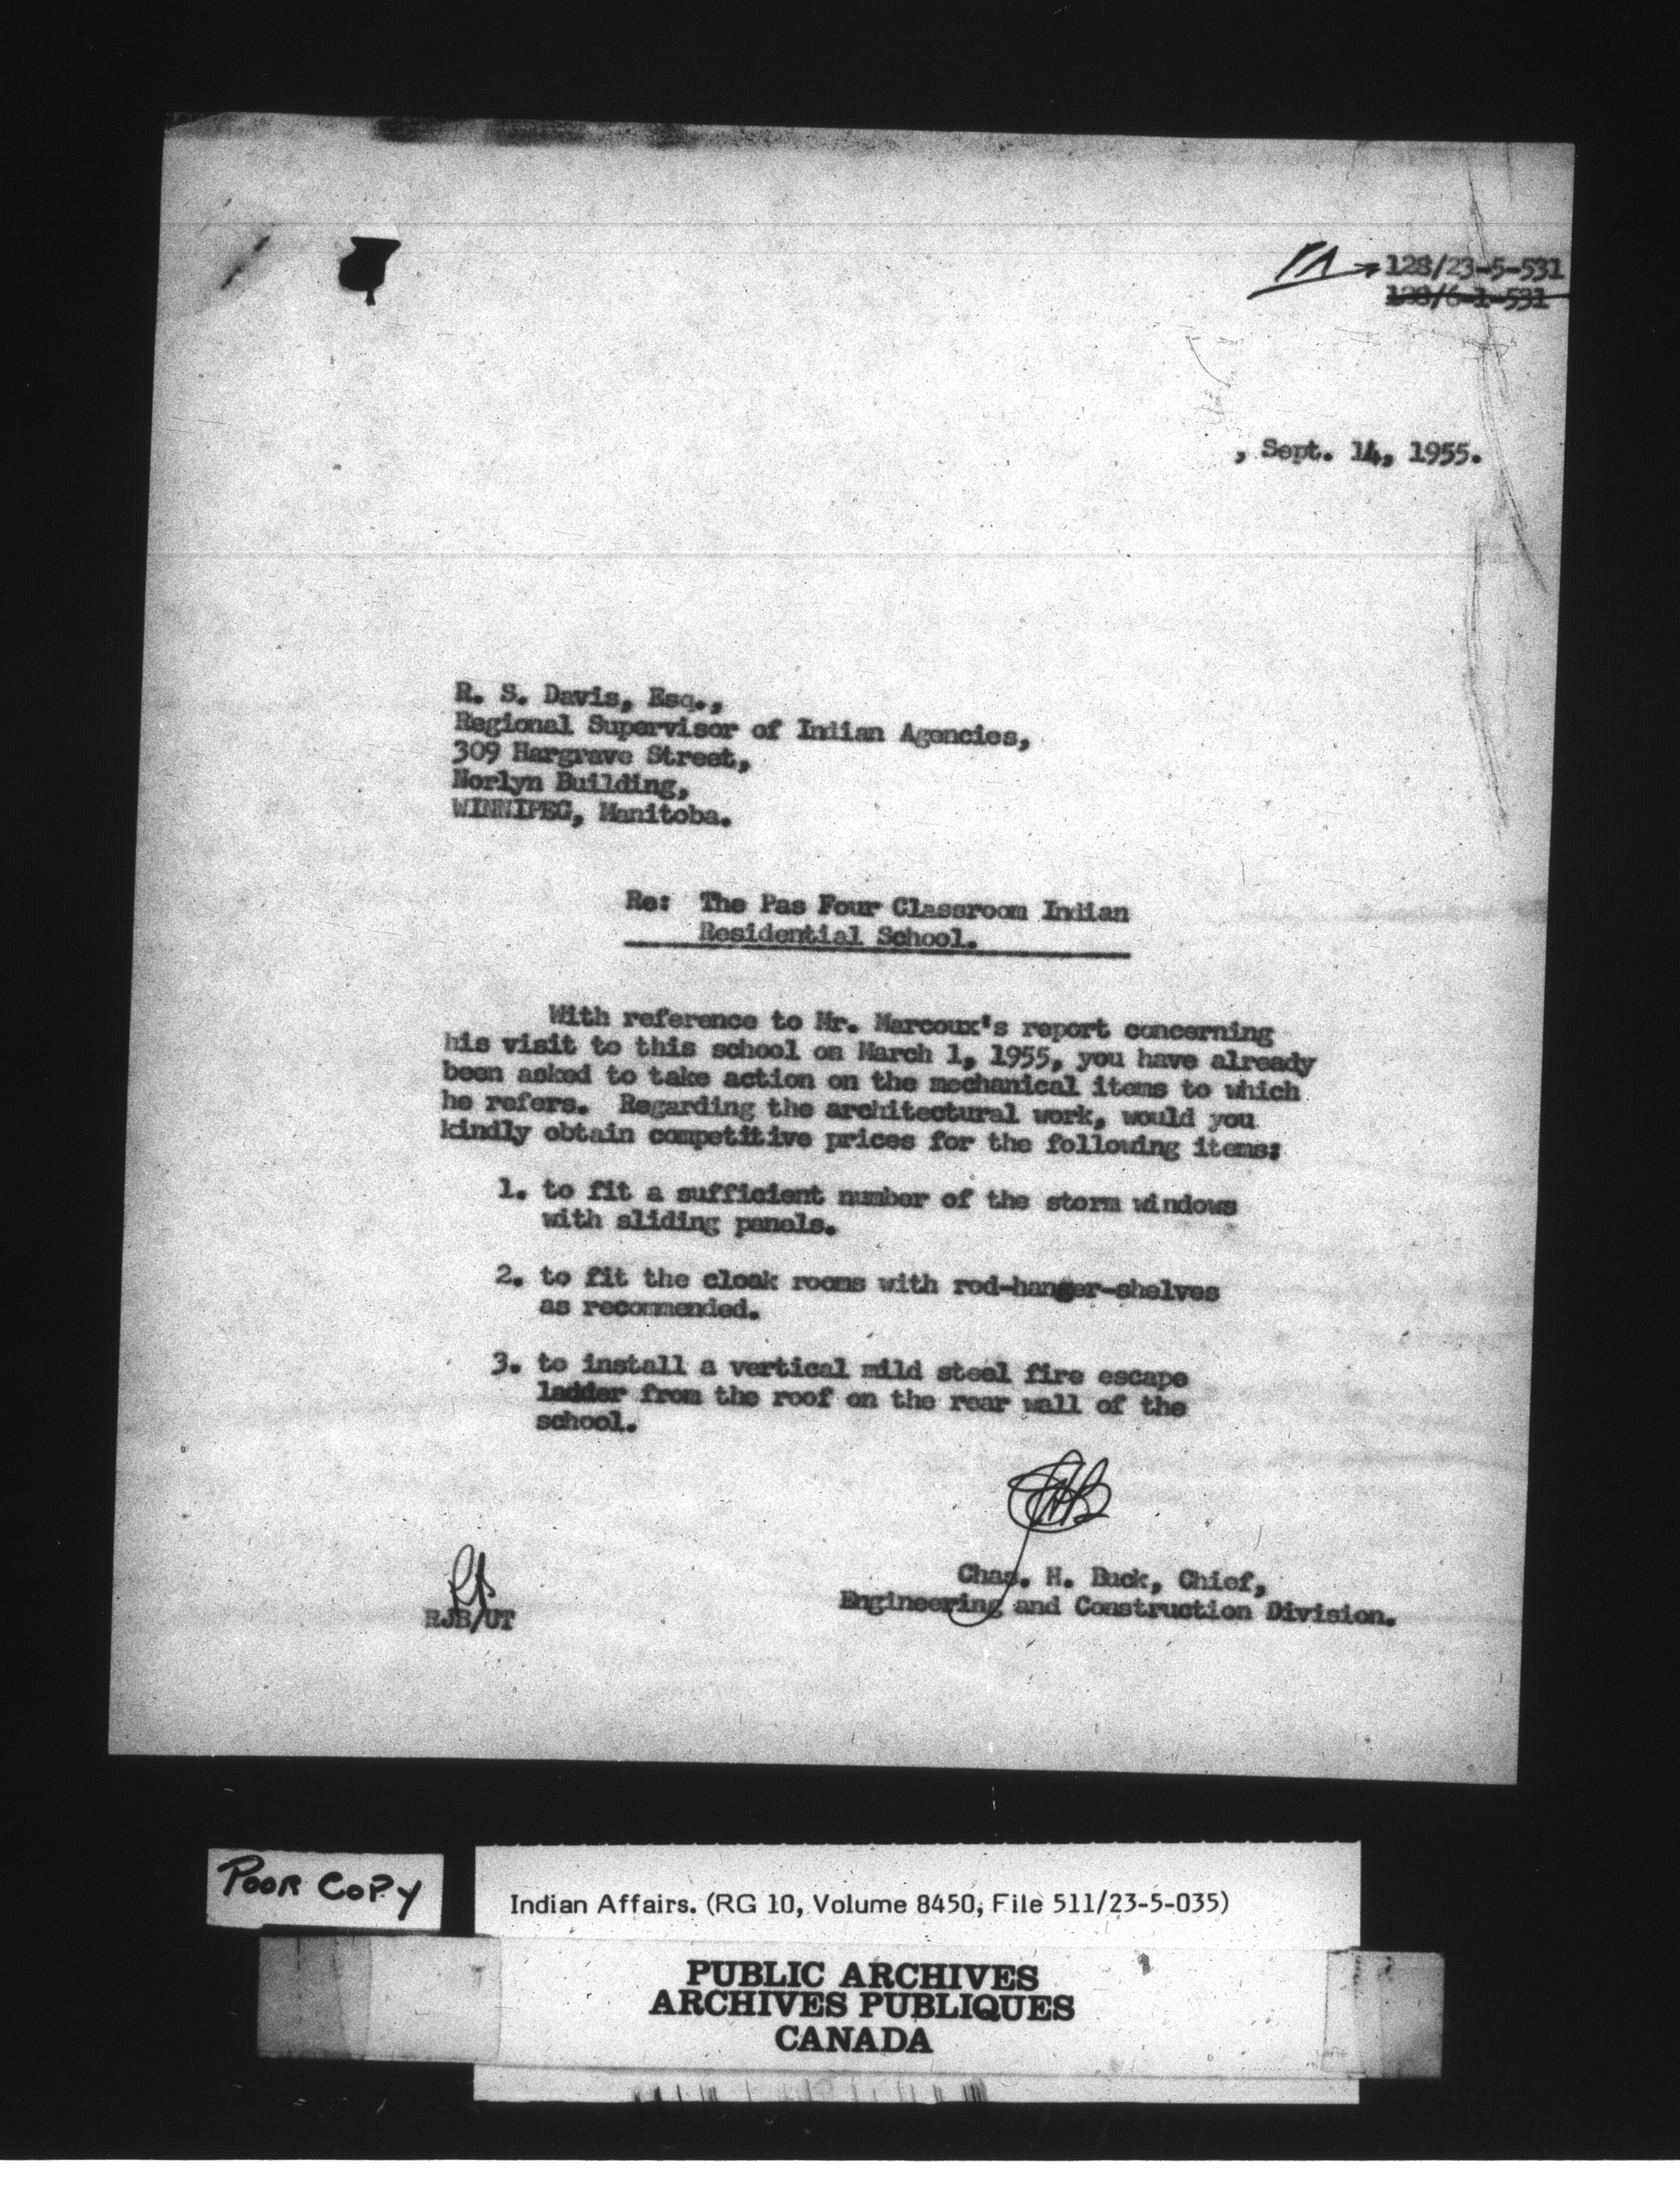 128/23-5-531
128/6-1-531
, Sept. 14, 1955.
R. S. Davis, Esq.,
Regional Supervisor of Indian Agencies,
309 Hargrave Street,
Norlyn Building,
WINNIPEG, Manitoba.
Re: The Pas Four Classroom Indian
Residential School.
With reference to Mr. Marcoux's report concerning
his visit to this school on March 1, 1955, you have already
been asked to take action on the mechanical items to which
he refers. Regarding the architectural work, would you
kindly obtain competitive prices for the following items:
1. to fit a sufficient number of the storm windows
with sliding panels.
2. to fit the cloak rooms with rod-hanger-shelves
as recommended.
3. to install a vertical mild steel fire escape
ladder from the roof on the rear wall of the
school.
Chas. H. Buck, Chief,
Engineering and Construction Division.
RJB/UT
POOR COPY
Indian Affairs. (RG 10, Volume 8450, File 511/23-5-035)
PUBLIC ARCHIVES
ARCHIVES PUBLIQUES
CANADA